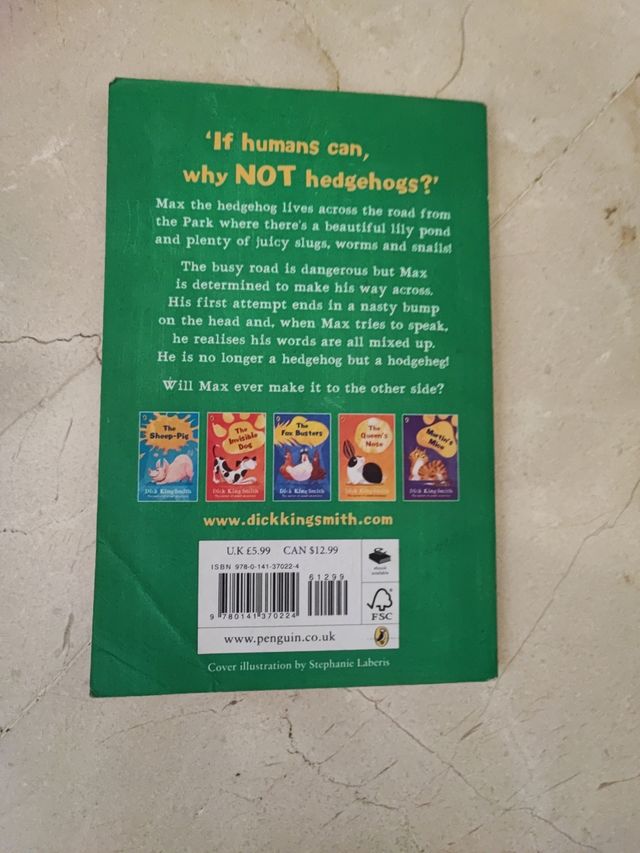 ‘If humans can,
why NOT hedgehogs?’
Max the hedgehog lives across the road from
the Park where there's a beautiful lily pond
and plenty of juicy slugs, worms and snails!
The busy road is dangerous but Max
is determined to make his way across.
His first attempt ends in a nasty bump
on the head and, when Max tries to speak,
he realises his words are all mixed up.
He is no longer a hedgehog but a hodgeheg!
Will Max ever make it to the other side?
The
Sheep-Pig
Dick King-Smith
The
Invisible
Dog
Dick King-Smith
The
Fox Busters
Dick King-Smith
The
Queen's
Nose
Dick King-Smith
Martin's
Mice
Dick King-Smith
www.dickkingsmith.com
U.K £5.99 CAN $12.99
ISBN 978-0-141-37022-4
61299
9 780141 370224
ebook
available
FSC
www.penguin.co.uk
Cover illustration by Stephanie Laberis